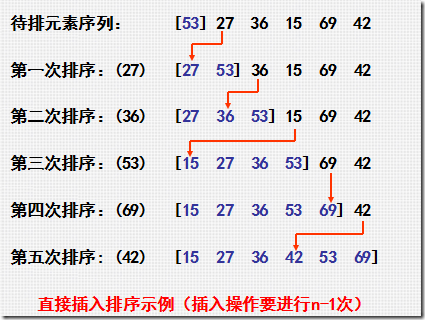 待排元素序列: [53] 27 36 15 69 42
第一次排序:(27) [27 53] 36 15 69 42
第二次排序:(36) [27 36 53] 15 69 42
第三次排序:(53) [15 27 36 53] 69 42
第四次排序:(69) [15 27 36 53 69] 42
第五次排序:(42) [15 27 36 42 53 69]
直接插入排序示例(插入操作要进行n-1次)